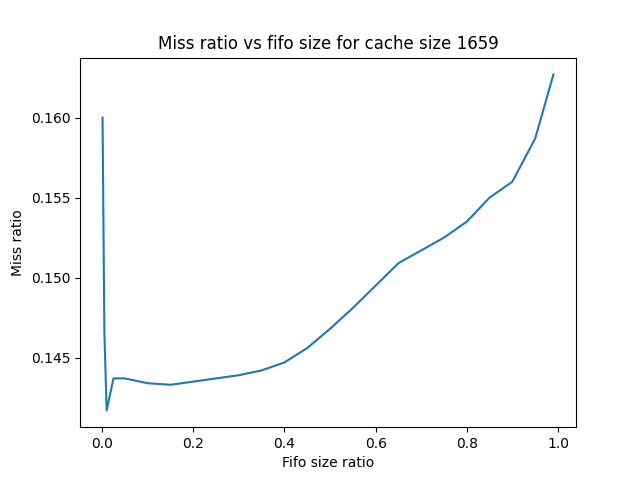 Miss ratio vs fifo size for cache size 1659
0.160
0.155
0.150
0.145
Miss ratio
0.0 0.2 0.4 0.6 0.8 1.0
Fifo size ratio